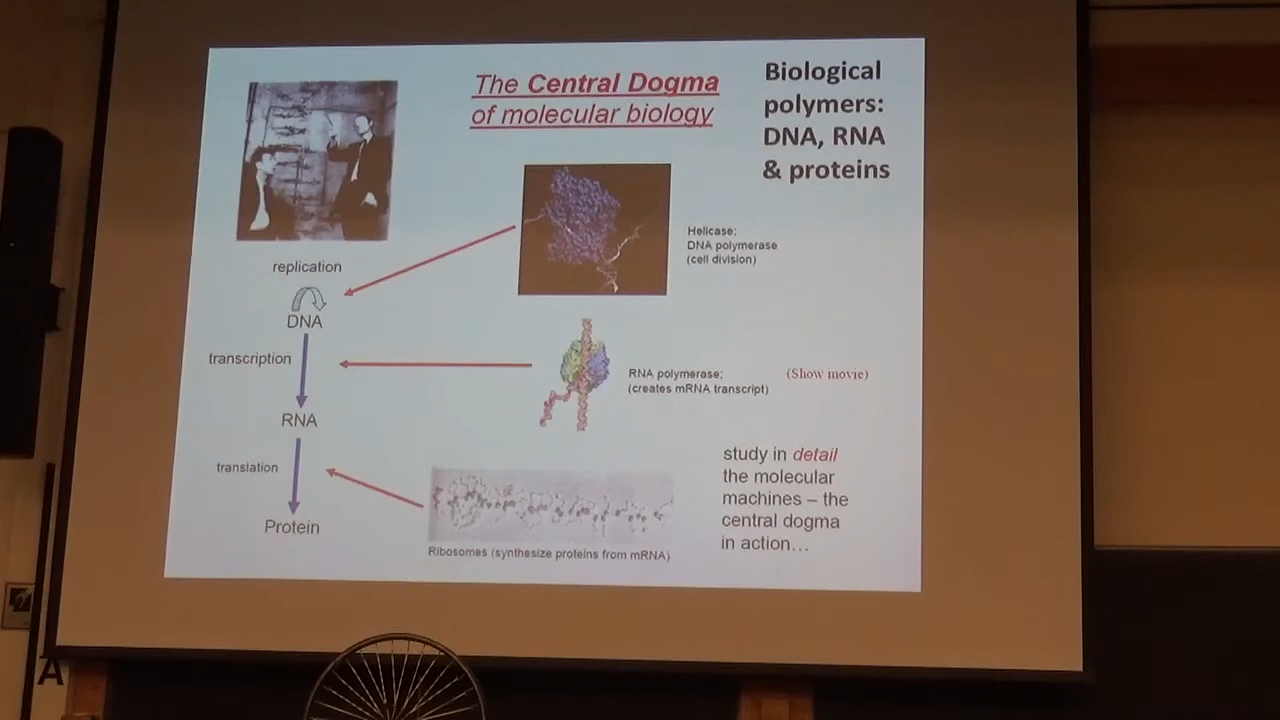 The Central Dogma
of molecular biology
Biological
polymers:
DNA, RNA
& proteins
Helicase;
DNA polymerase
(cell division)
replication
DNA
transcription
RNA polymerase;
(creates mRNA transcript)
(Show movie)
RNA
translation
Protein
study in detail
the molecular
machines – the
central dogma
in action…
Ribosomes (synthesize proteins from mRNA)
A